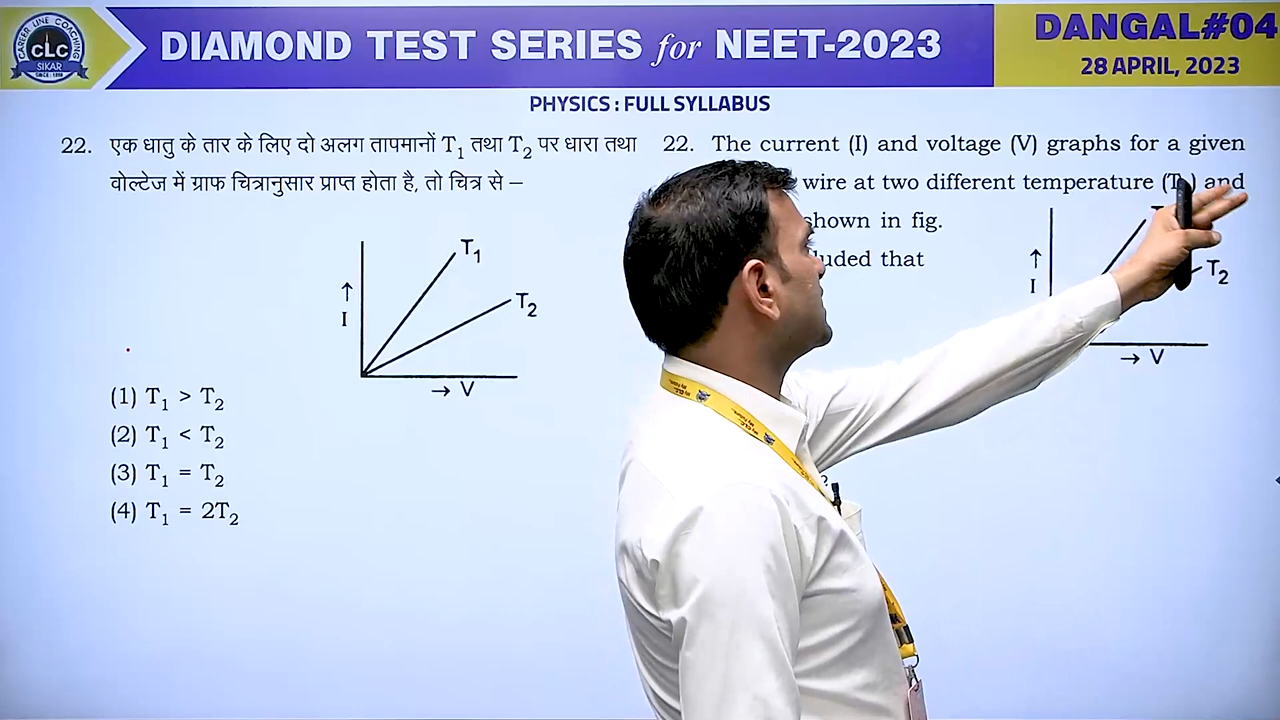 CAREER LINE COACHING
CLC
SIKAR
SINCE : 1996
DIAMOND TEST SERIES for NEET-2023
DANGAL#04
28 APRIL, 2023
PHYSICS : FULL SYLLABUS
22. एक धातु के तार के लिए दो अलग तापमानों T₁ तथा T₂ पर धारा तथा
वोल्टेज में ग्राफ चित्रानुसार प्राप्त होता है, तो चित्र से –
T₁
T₂
↑
I
→ V
(1) T₁ > T₂
(2) T₁ < T₂
(3) T₁ = T₂
(4) T₁ = 2T₂
22. The current (I) and voltage (V) graphs for a given
wire at two different temperature and
shown in fig.
that
↑
I
T₂
→ V